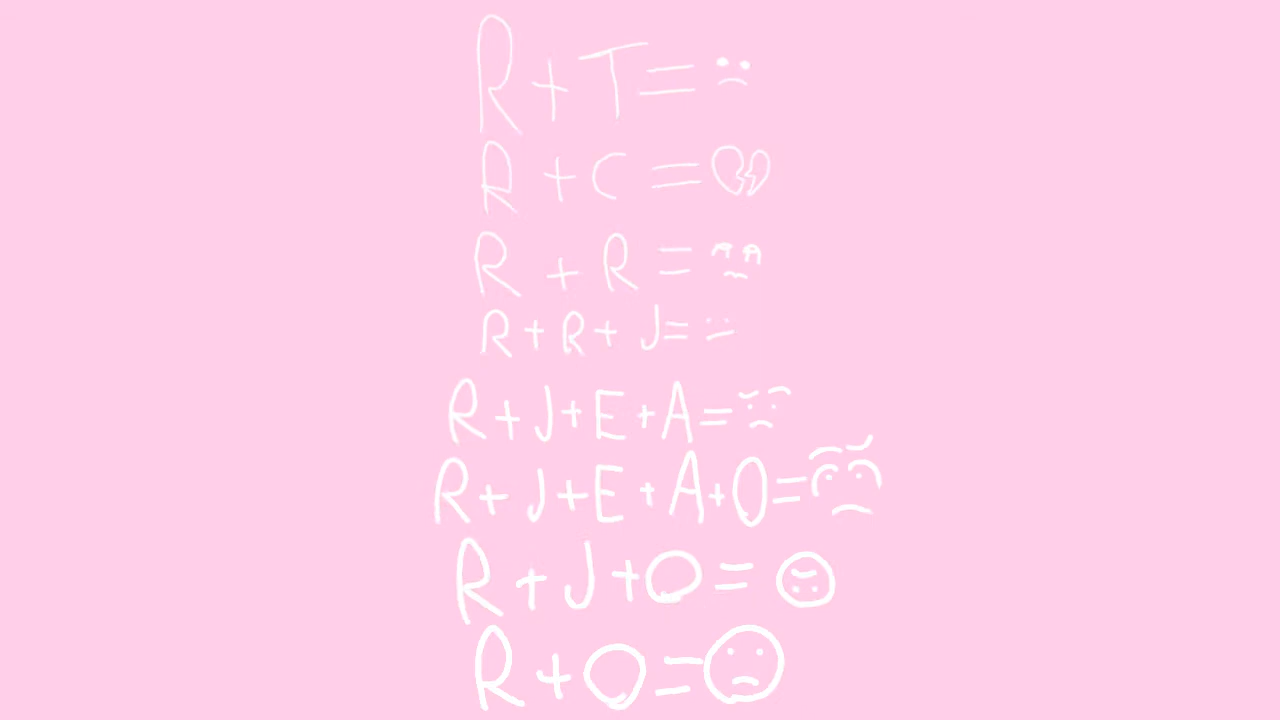 R+T=
R+C=
R+R=
R+R+J=
R+J+E+A=
R+J+E+A+O=
R+J+O=
R+O=